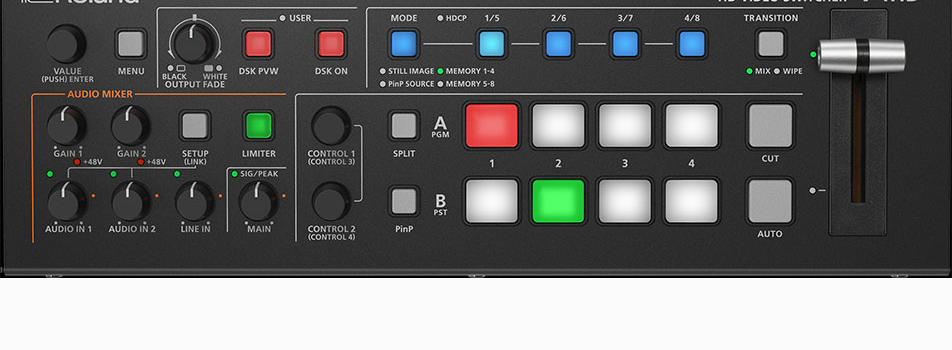 Roland
HD VIDEO SWITCHER
USER
MODE HDCP 1/5 2/6 3/7 4/8 TRANSITION
VALUE
(PUSH) ENTER
MENU
BLACK WHITE
OUTPUT FADE
DSK PVW
DSK ON
STILL IMAGE MEMORY 1-4
PinP SOURCE MEMORY 5-8
MIX WIPE
AUDIO MIXER
GAIN 1
+48V
GAIN 2
+48V
SETUP
(LINK)
LIMITER
CONTROL 1
(CONTROL 3)
SPLIT
A
PGM
1 2 3 4
CUT
SIG/PEAK
AUDIO IN 1
AUDIO IN 2
LINE IN
MAIN
CONTROL 2
(CONTROL 4)
PinP
B
PST
AUTO